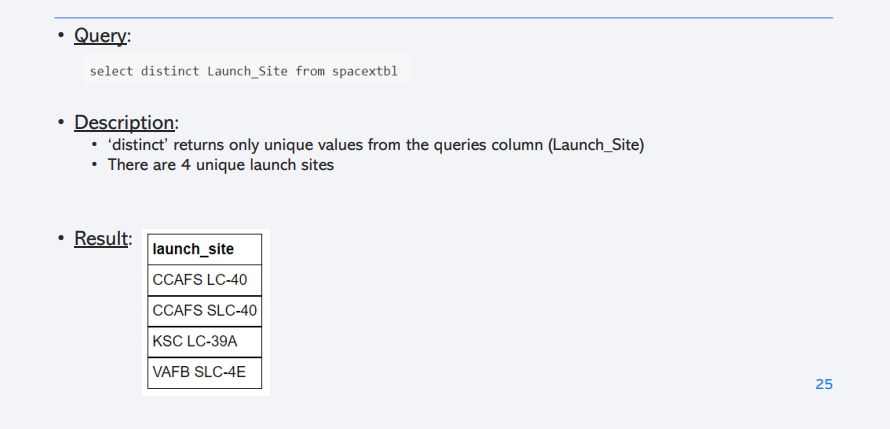 • Query:
select distinct Launch_Site from spacextbl
• Description:
• ‘distinct’ returns only unique values from the queries column (Launch_Site)
• There are 4 unique launch sites
• Result:
launch_site
CCAFS LC-40
CCAFS SLC-40
KSC LC-39A
VAFB SLC-4E
25